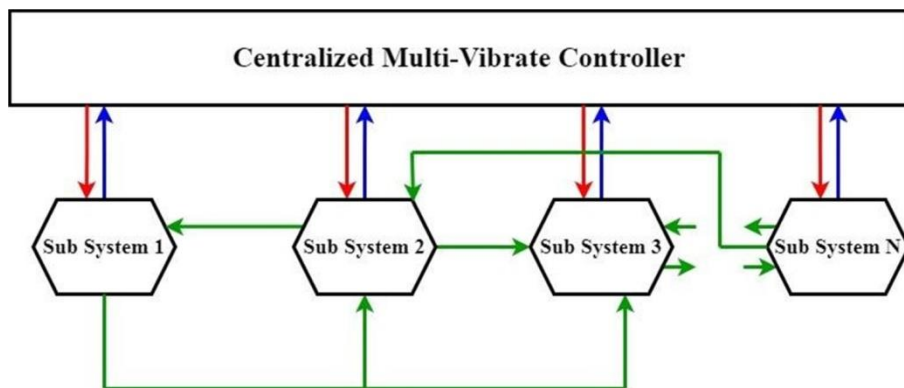 Centralized Multi-Vibrate Controller
Sub System 1
Sub System 2
Sub System 3
Sub System N